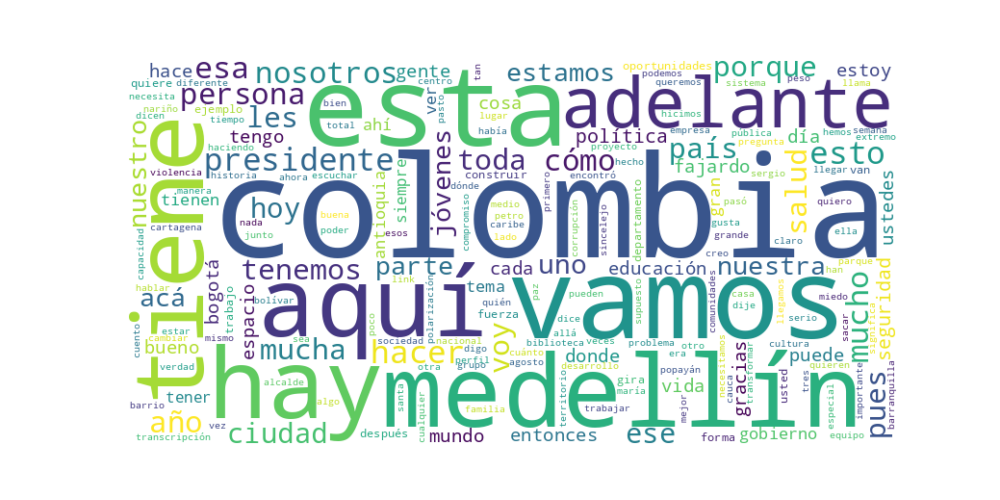 colombia
esta
aquí
vamos
hay
medellín
tiene
adelante
hace
esa
nosotros
gente
estamos
oportunidades
podemos
tan
porque
estoy
quiere
diferente
persona
centro
ver
queremos
sistema
peso
llama
necesita
nariño
ejemplo
les
bien
pasto
cosa
lugar
hicimos
dicen
tiempo
tengo
ahí
total
había
política
empresa
pública
día
hemos
semana
extremo
nuestro
haciendo
proyecto
pregunta
país
esto
presidente
siempre
jóvenes
toda
cómo
hecho
fajardo
llegar
van
violencia
historia
ahora
escuchar
construir
dónde
primero
encontró
sergio
salud
ustedes
tienen
manera
antioquia
compromiso
medio
petro
caribe
lado
sincelejo
corrupción
departamento
gran
pasó
gusta
grande
quiero
ella
claro
creo
capacidad
cartagena
hoy
buena
poder
nada
junto
esos
hablar
bogotá
tenemos
parte
cada
uno
educación
nuestra
parque
han
mucho
seguridad
acá
trabajo
espacio
bolívar
link
polarización
tema
quién
fuerza
paz
pueden
supuesto
casa
dije
comunidades
llegamos
miedo
serio
sacar
significa
cuento
estar
cambiar
mismo
poco
sociedad
nacional
voy
dice
allá
veces
biblioteca
problema
otro
cultura
bueno
verdad
mucha
sea
hacer
digo
perfil
grupo
otra
cuánto
agosto
desarrollo
donde
era
necesitamos
gracias
transformar
puede
quieren
pues
alcalde
algo
santa
cualquier
familia
maría
territorio
gira
popayán
trabajar
vida
mejor
cauca
usted
tres
especial
importante
barranquilla
tener
barrio
año
vez
transcripción
ciudad
después
mundo
entonces
ese
forma
gobierno
equipo